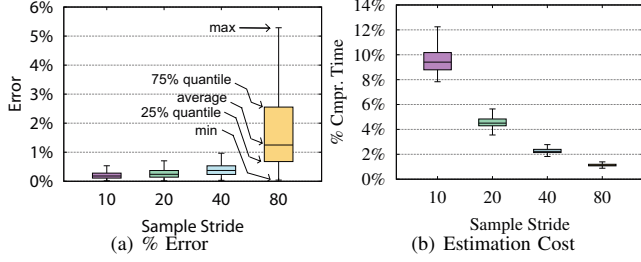 6%
5%
4%
3%
2%
1%
0%
Error
max
75% quantile
average
25% quantile
min
10 20 40 80
Sample Stride
(a) % Error
14%
12%
10%
8%
6%
4%
2%
0%
% Cmpr. Time
10 20 40 80
Sample Stride
(b) Estimation Cost